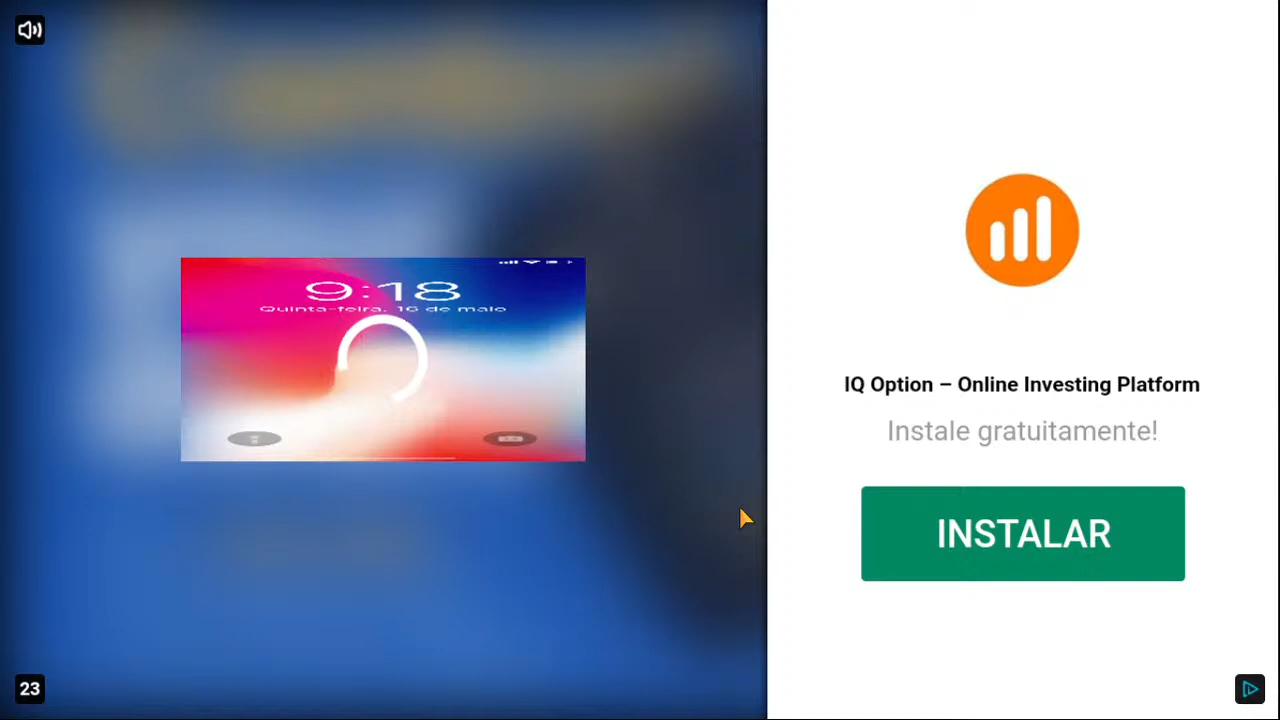 9:18
Quinta-feira, 16 de maio
IQ Option – Online Investing Platform
Instale gratuitamente!
INSTALAR
23